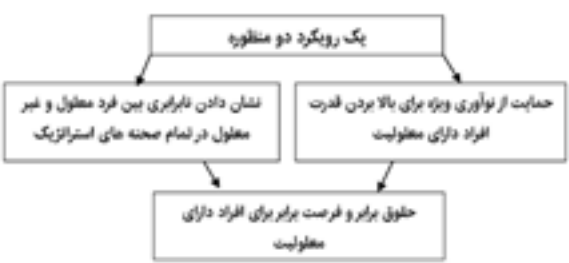 یک رویکرد دو منظوره
حمایت از نوآوری ویژه برای بالا بردن قدرت
افراد دارای معلولیت
نشان دادن نابرابری بین فرد معلول و غیر
معلول در تمام صحنه های استراتژیک
حقوق برابر و فرصت برابر برای افراد دارای
معلولیت